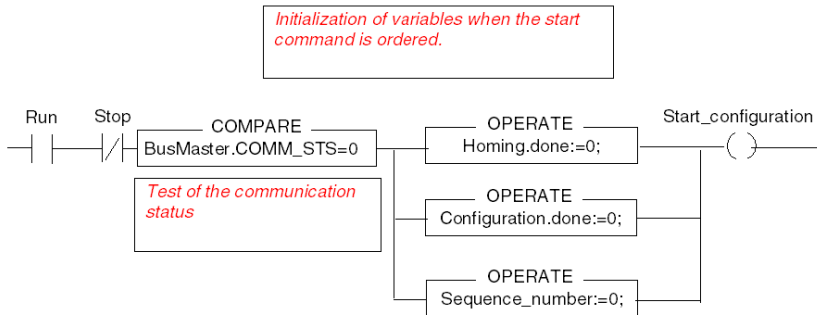 Initialization of variables when the start
command is ordered.
Run
Stop
COMPARE
BusMaster.COMM_STS=0
OPERATE
Homing.done:=0;
Start_configuration
Test of the communication
status
OPERATE
Configuration.done:=0;
OPERATE
Sequence_number:=0;